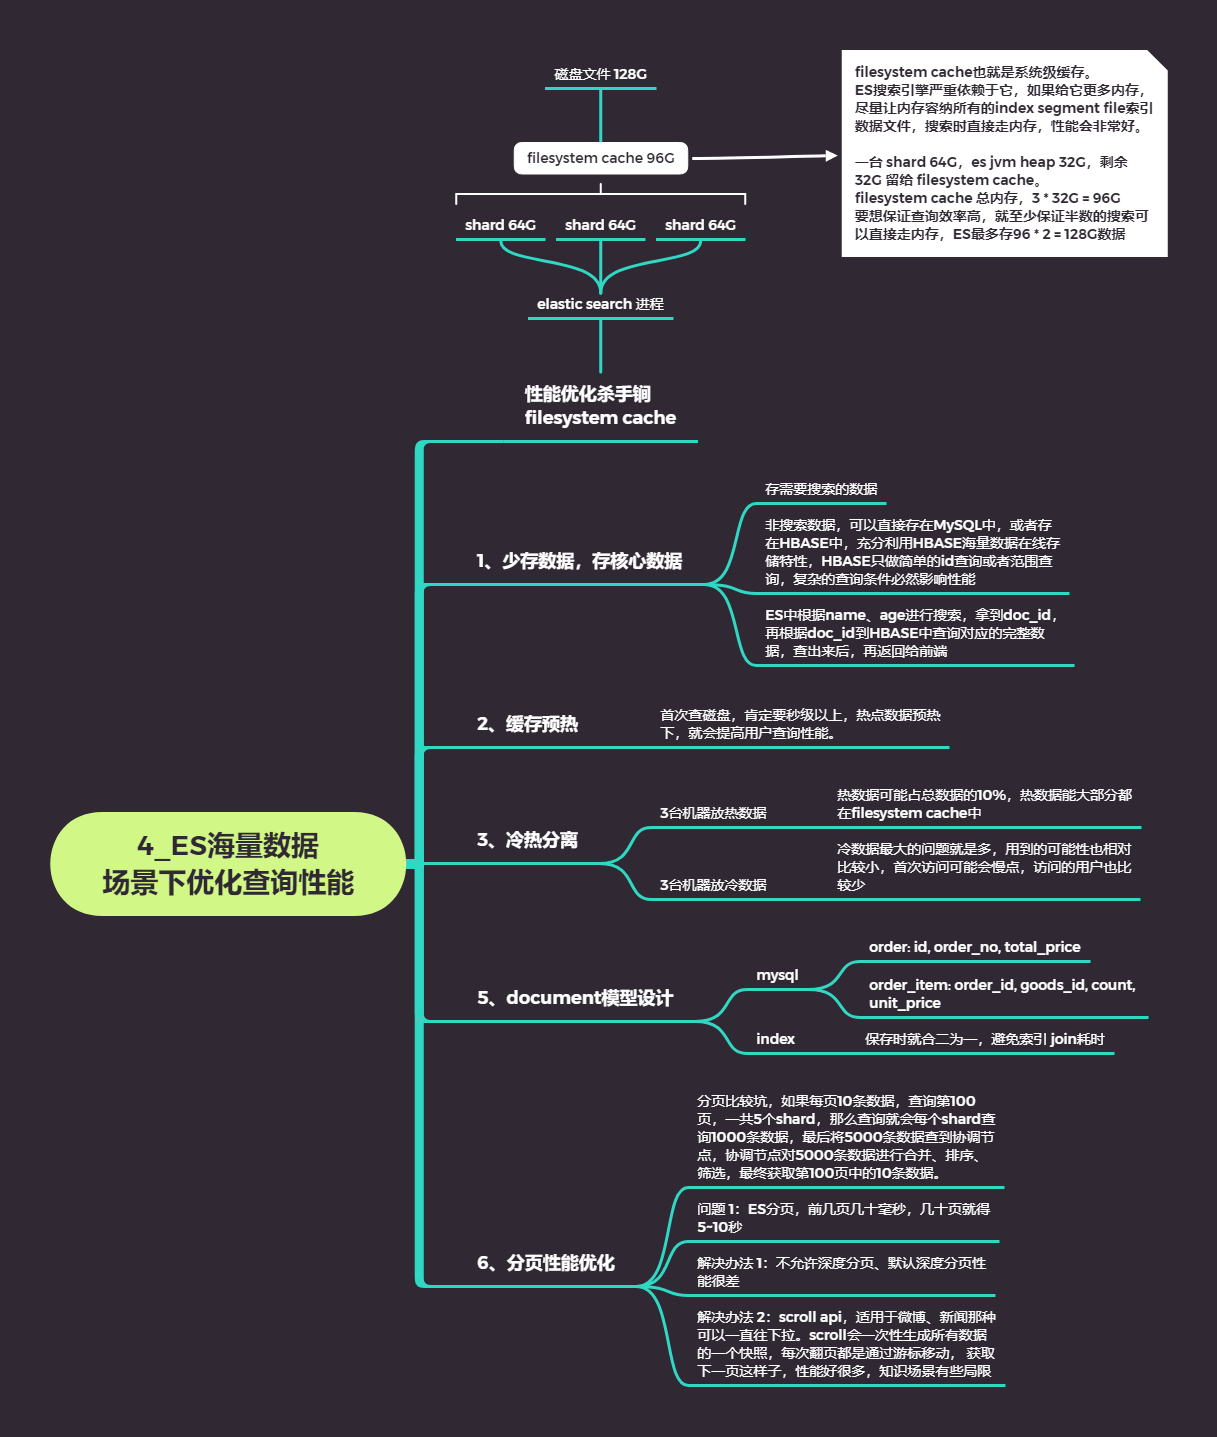 磁盘文件 128G
filesystem cache 96G
shard 64G
shard 64G
shard 64G
elastic search 进程
filesystem cache也就是系统级缓存。
ES搜索引擎严重依赖于它，如果给它更多内存，
尽量让内存容纳所有的index segment file索引
数据文件，搜索时直接走内存，性能会非常好。
一台 shard 64G，es jvm heap 32G，剩余
32G 留给 filesystem cache。
filesystem cache 总内存，3 * 32G = 96G
要想保证查询效率高，就至少保证半数的搜索可
以直接走内存，ES最多存96 * 2 = 128G数据
性能优化杀手锏
filesystem cache
4_ES海量数据
场景下优化查询性能
1、少存数据，存核心数据
存需要搜索的数据
非搜索数据，可以直接存在MySQL中，或者存
在HBASE中，充分利用HBASE海量数据在线存
储特性，HBASE只做简单的id查询或者范围查
询，复杂的查询条件必然影响性能
ES中根据name、age进行搜索，拿到doc_id，
再根据doc_id到HBASE中查询对应的完整数
据，查出来后，再返回给前端
2、缓存预热
首次查磁盘，肯定要秒级以上，热点数据预热
下，就会提高用户查询性能。
3、冷热分离
3台机器放热数据
热数据可能占总数据的10%，热数据能大部分都
在filesystem cache中
3台机器放冷数据
冷数据最大的问题就是多，用到的可能性也相对
比较小，首次访问可能会慢点，访问的用户也比
较少
5、document模型设计
mysql
order: id, order_no, total_price
order_item: order_id, goods_id, count,
unit_price
index
保存时就合二为一，避免索引 join耗时
6、分页性能优化
分页比较坑，如果每页10条数据，查询第100
页，一共5个shard，那么查询就会每个shard查
询1000条数据，最后将5000条数据查到协调节
点，协调节点对5000条数据进行合并、排序、
筛选，最终获取第100页中的10条数据。
问题 1：ES分页，前几页几十毫秒，几十页就得
5~10秒
解决办法 1：不允许深度分页、默认深度分页性
能很差
解决办法 2：scroll api，适用于微博、新闻那种
可以一直往下拉。scroll会一次性生成所有数据
的一个快照，每次翻页都是通过游标移动， 获取
下一页这样子，性能好很多，知识场景有些局限